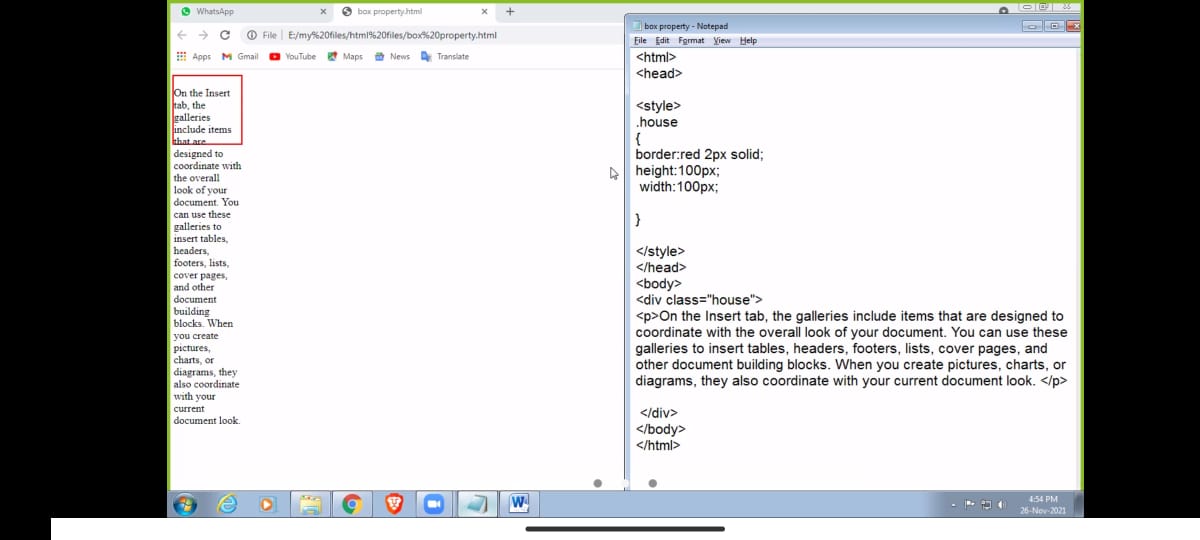 WhatsApp
box property.html
File
E:/my%20files/html%20files/box%20property.html
Apps
Gmail
YouTube
Maps
News
Translate
On the Insert
tab, the
galleries
include items
that are
designed to
coordinate with
the overall
look of your
document. You
can use these
galleries to
insert tables,
headers,
footers, lists,
cover pages,
and other
document
building
blocks. When
you create
pictures,
charts, or
diagrams, they
also coordinate
with your
current
document look.
box property - Notepad
File Edit Format View Help
<html>
<head>
<style>
.house
{
border:red 2px solid;
height:100px;
width:100px;
}
</style>
</head>
<body>
<div class="house">
<p>On the Insert tab, the galleries include items that are designed to
coordinate with the overall look of your document. You can use these
galleries to insert tables, headers, footers, lists, cover pages, and
other document building blocks. When you create pictures, charts, or
diagrams, they also coordinate with your current document look. </p>
</div>
</body>
</html>
4:54 PM
26-Nov-2021